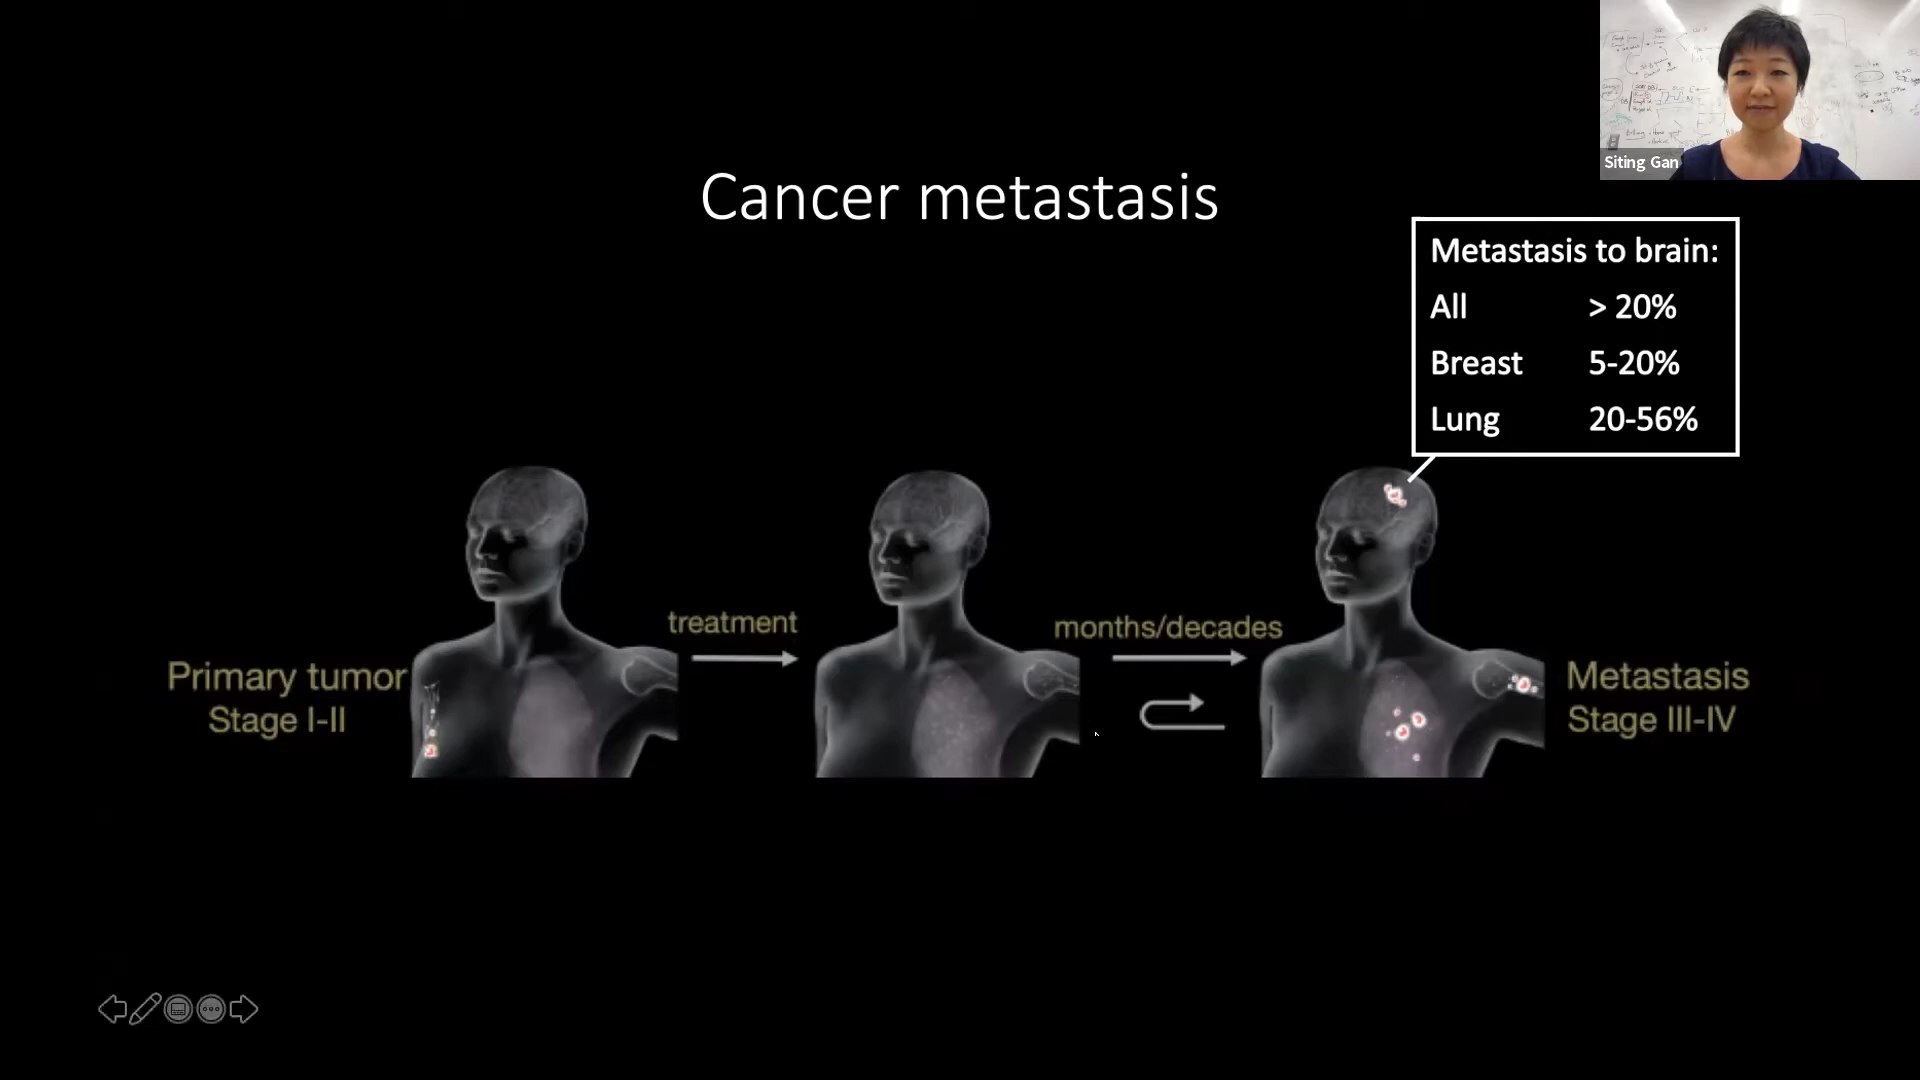 Siting Gan
Cancer metastasis
Metastasis to brain:
All > 20%
Breast 5-20%
Lung 20-56%
treatment
months/decades
Primary tumor
Stage I-II
Metastasis
Stage III-IV